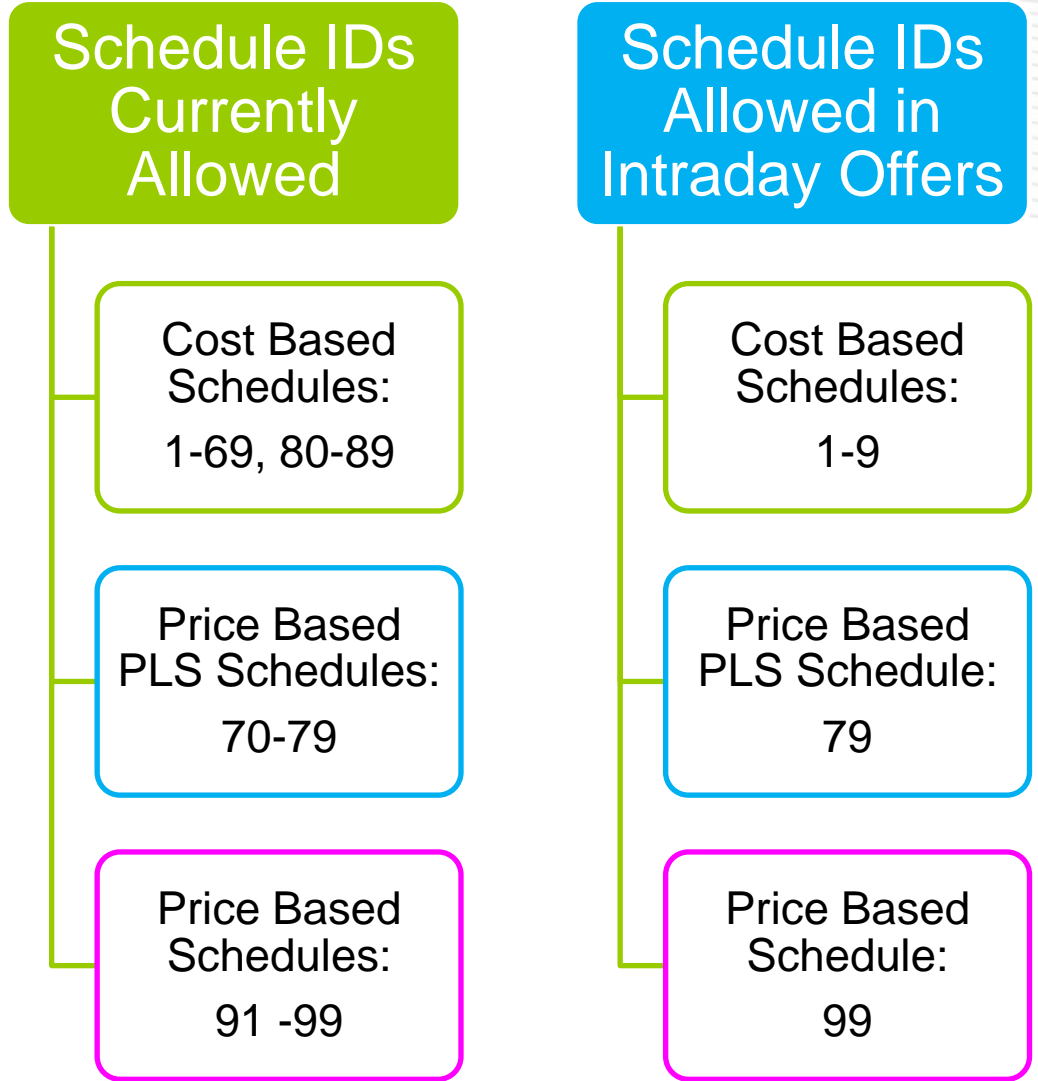 Schedule IDs
Currently
Allowed
Cost Based
Schedules:
1-69, 80-89
Price Based
PLS Schedules:
70-79
Price Based
Schedules:
91 -99
Schedule IDs
Allowed in
Intraday Offers
Cost Based
Schedules:
1-9
Price Based
PLS Schedule:
79
Price Based
Schedule:
99